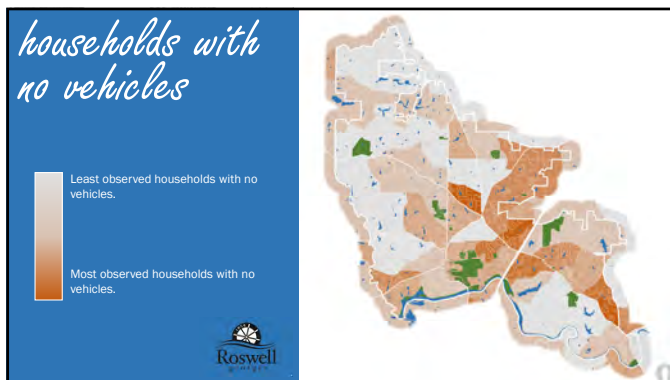 households with
no vehicles
Least observed households with no
vehicles.
Most observed households with no
vehicles.
Roswell